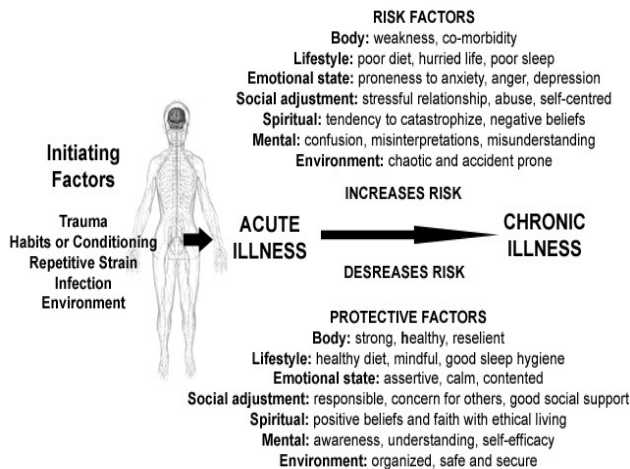 RISK FACTORS
Body: weakness, co-morbidity
Lifestyle: poor diet, hurried life, poor sleep
Emotional state: proneness to anxiety, anger, depression
Social adjustment: stressful relationship, abuse, self-centred
Spiritual: tendency to catastrophize, negative beliefs
Mental: confusion, misinterpretations, misunderstanding
Environment: chaotic and accident prone
Initiating
Factors
Trauma
Habits or Conditioning
Repetitive Strain
Infection
Environment
ACUTE
ILLNESS
INCREASES RISK
DESREASES RISK
CHRONIC
ILLNESS
PROTECTIVE FACTORS
Body: strong, healthy, reselient
Lifestyle: healthy diet, mindful, good sleep hygiene
Emotional state: assertive, calm, contented
Social adjustment: responsible, concern for others, good social support
Spiritual: positive beliefs and faith with ethical living
Mental: awareness, understanding, self-efficacy
Environment: organized, safe and secure